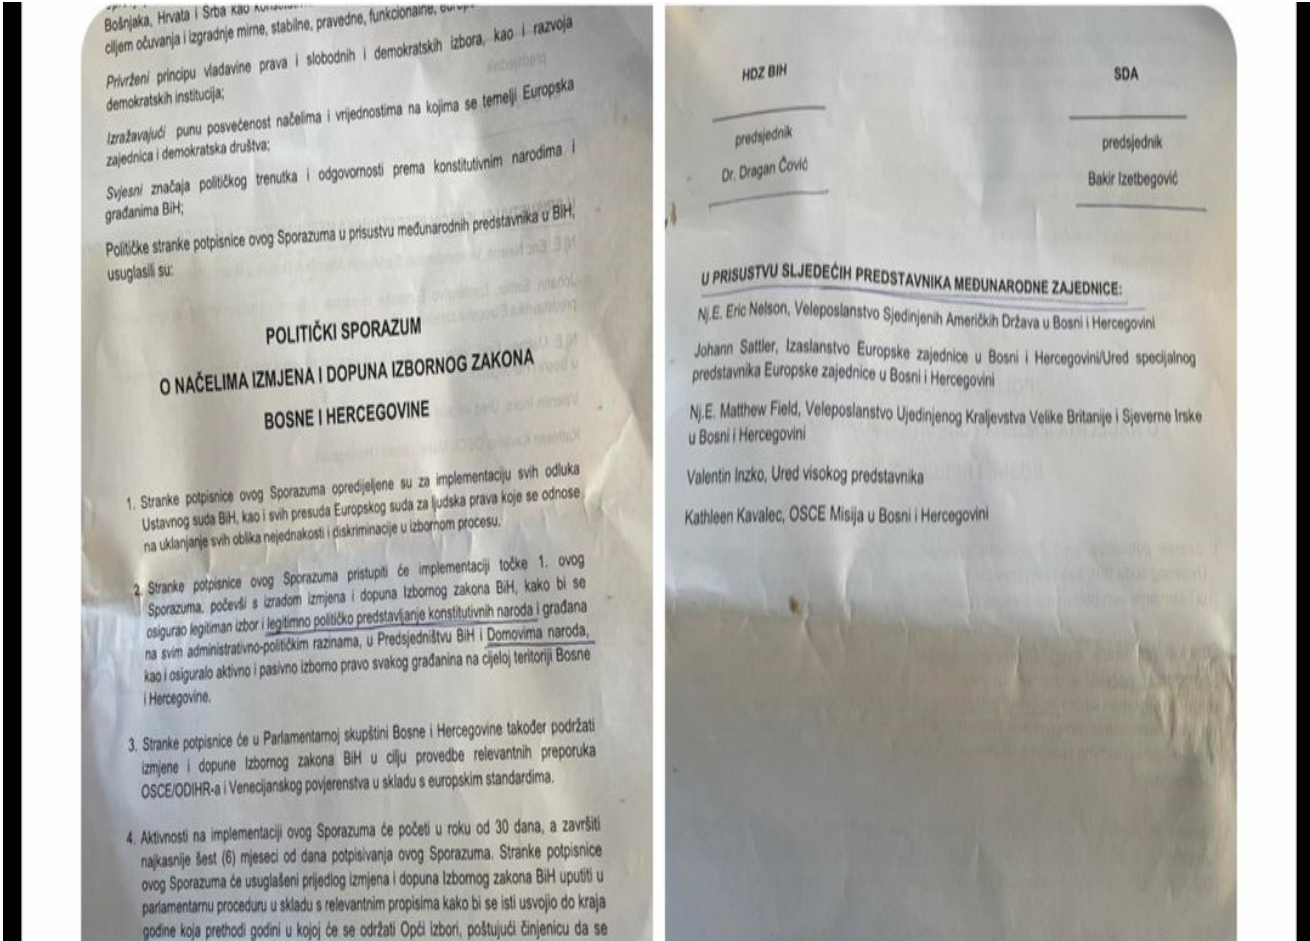 Bošnjaka, Hrvata i Srba kao
ciljem očuvanja i izgradnje mirne, stabilne, pravedne, funkcionalne,
Privrženi principu vladavine prava i slobodnih i demokratskih izbora, kao i razvoja
demokratskih institucija;
Izražavajući punu posvećenost načelima i vrijednostima na kojima se temelji Europska
zajednica i demokratska društva;
Svjesni značaja političkog trenutka i odgovornosti prema konstitutivnim narodima i
građanima BiH;
Političke stranke potpisnice ovog Sporazuma u prisustvu međunarodnih predstavnika u BiH,
usuglasili su:
POLITIČKI SPORAZUM
O NAČELIMA IZMJENA I DOPUNA IZBORNOG ZAKONA
BOSNE I HERCEGOVINE
1. Stranke potpisnice ovog Sporazuma opredijeljene su za implementaciju svih odluka
Ustavnog suda BiH, kao i svih presuda Europskog suda za ljudska prava koje se odnose
na uklanjanje svih oblika nejednakosti i diskriminacije u izbornom procesu.
2. Stranke potpisnice ovog Sporazuma pristupiti će implementaciji točke 1. ovog
Sporazuma, počevši s izradom izmjena i dopuna Izbornog zakona BiH, kako bi se
osigurao legitiman izbor i legitimno političko predstavljanje konstitutivnih naroda i građana
na svim administrativno-političkim razinama, u Predsjedništvu BiH i Domovima naroda,
kao i osiguralo aktivno i pasivno izborno pravo svakog građanina na cijeloj teritoriji Bosne
i Hercegovine.
3. Stranke potpisnice će u Parlamentarnoj skupštini Bosne i Hercegovine također podržati
izmjene i dopune Izbornog zakona BiH u cilju provedbe relevantnih preporuka
OSCE/ODIHR-a i Venecijanskog povjerenstva u skladu s europskim standardima.
4. Aktivnosti na implementaciji ovog Sporazuma će početi u roku od 30 dana, a završiti
najkasnije šest (6) mjeseci od dana potpisivanja ovog Sporazuma. Stranke potpisnice
ovog Sporazuma će usuglašeni prijedlog izmjena i dopuna Izbornog zakona BiH uputiti u
parlamentarnu proceduru u skladu s relevantnim propisima kako bi se isti usvojio do kraja
godine koja prethodi godini u kojoj će se održati Opći izbori, poštujući činjenicu da se
HDZ BIH
predsjednik
Dr. Dragan Čović
SDA
predsjednik
Bakir Izetbegović
U PRISUSTVU SLJEDEĆIH PREDSTAVNIKA MEĐUNARODNE ZAJEDNICE:
Nj.E. Eric Nelson, Veleposlanstvo Sjedinjenih Američkih Država u Bosni i Hercegovini
Johann Sattler, Izaslanstvo Europske zajednice u Bosni i Hercegovini/Ured specijalnog
predstavnika Europske zajednice u Bosni i Hercegovini
Nj.E. Matthew Field, Veleposlanstvo Ujedinjenog Kraljevstva Velike Britanije i Sjeverne Irske
u Bosni i Hercegovini
Valentin Inzko, Ured visokog predstavnika
Kathleen Kavalec, OSCE Misija u Bosni i Hercegovini